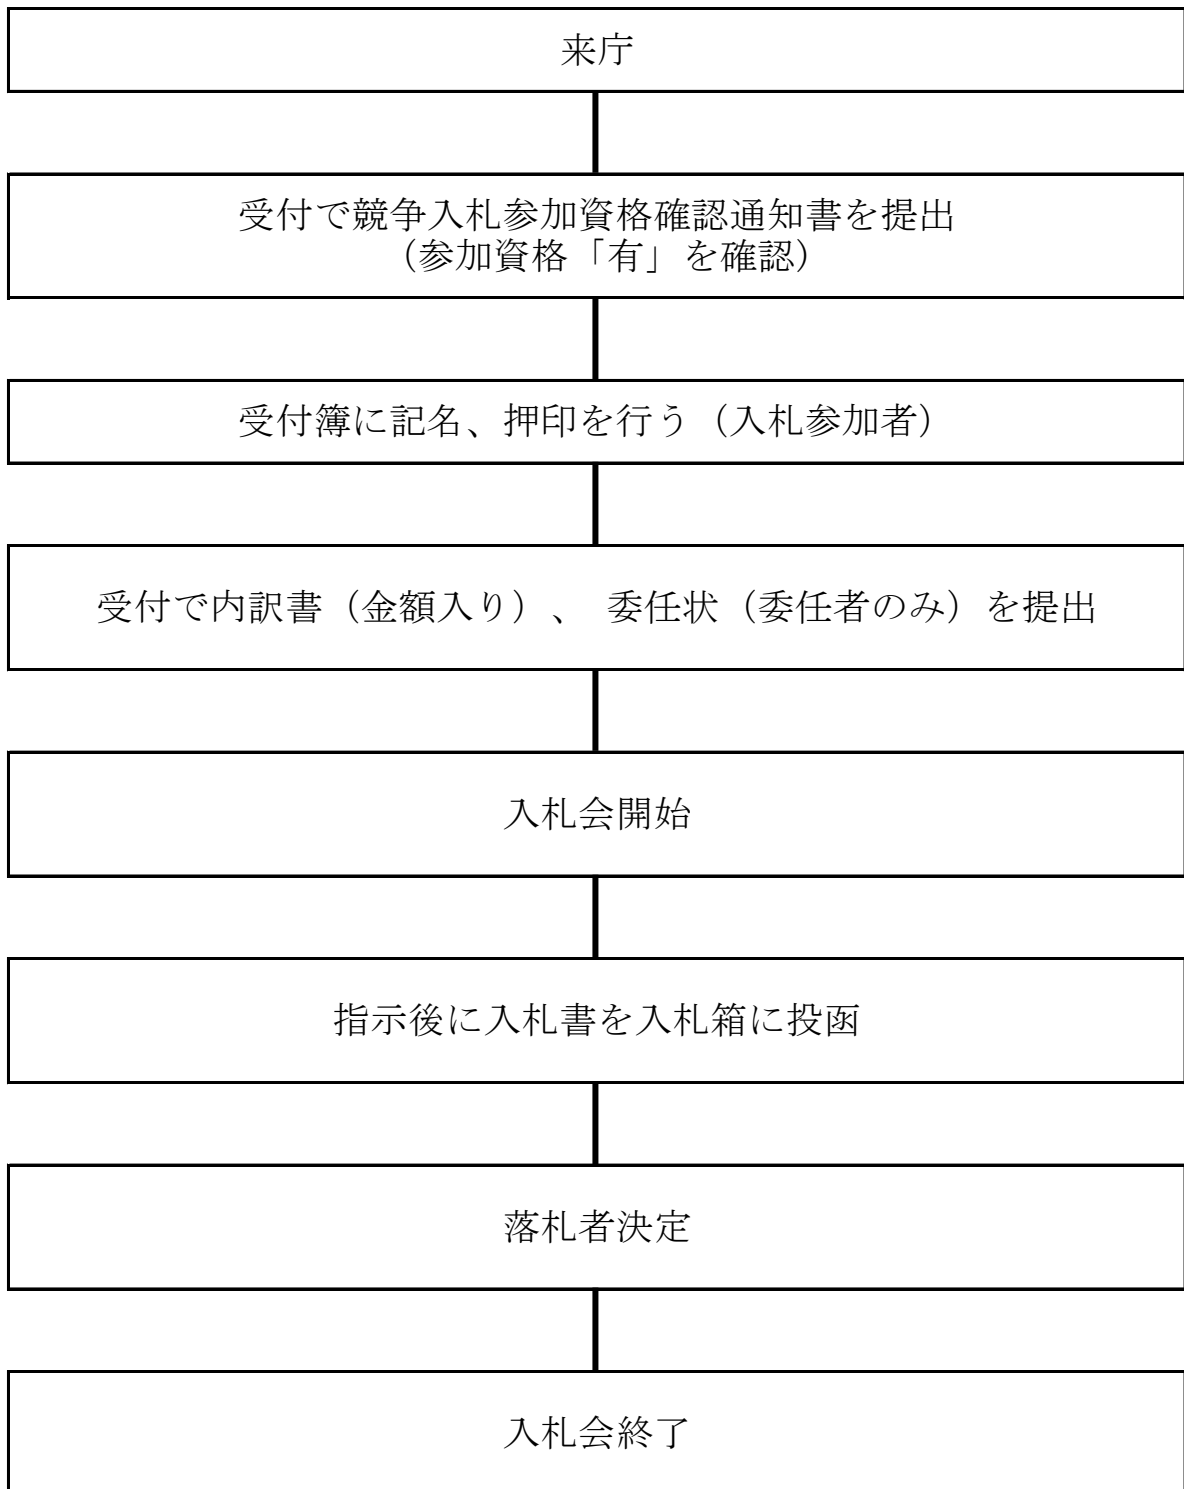 来庁
受付で競争入札参加資格確認通知書を提出
（参加資格「有」を確認）
受付簿に記名、押印を行う（入札参加者）
受付で内訳書（金額入り）、　委任状（委任者のみ）を提出
入札会開始
指示後に入札書を入札箱に投函
落札者決定
入札会終了